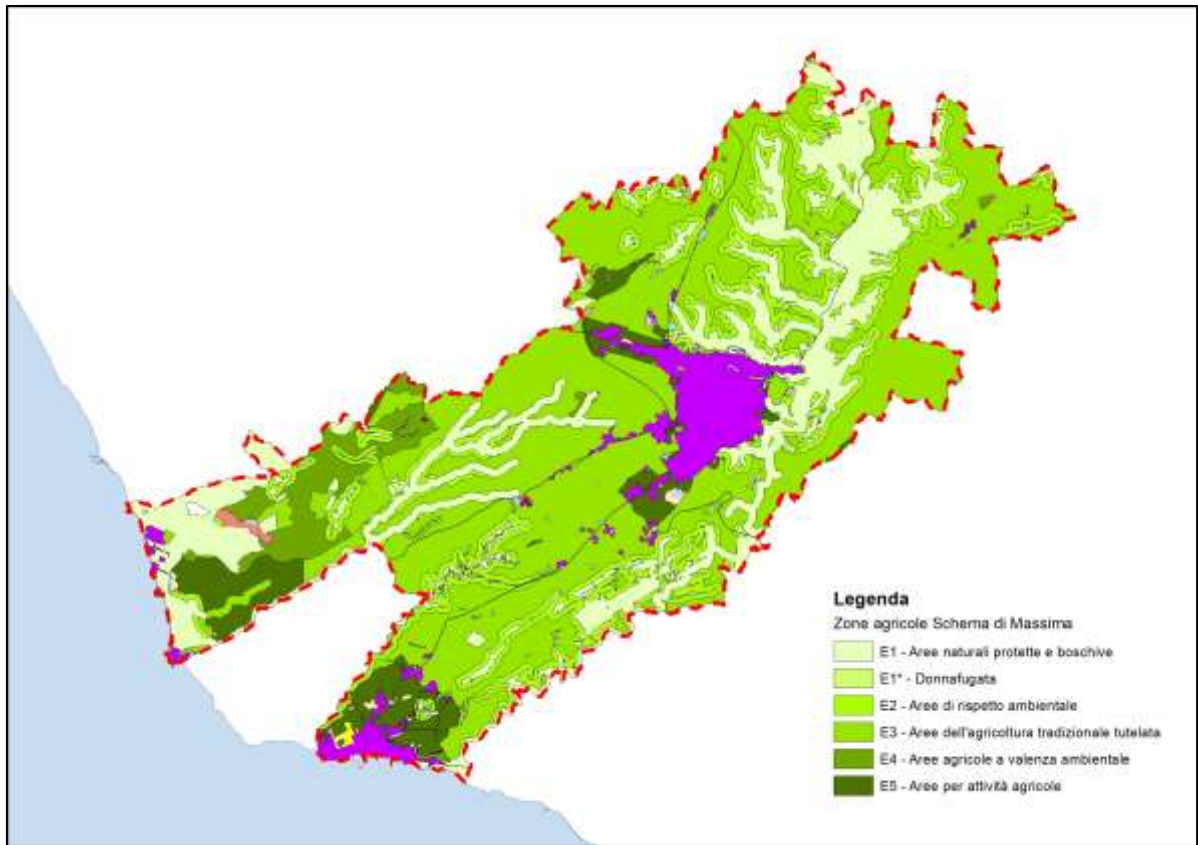 Legenda
Zone agricole Schema di Massima
E1 - Aree naturali protette e boschive
E1* - Donnafugata
E2 - Aree di rispetto ambientale
E3 - Aree dell'agricoltura tradizionale tutelata
E4 - Aree agricole a valenza ambientale
E5 - Aree per attività agricole